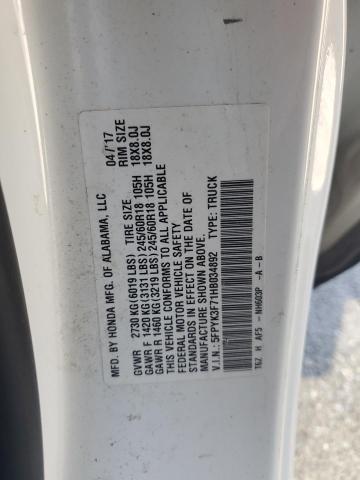 MFD. BY HONDA MFG. OF ALABAMA, LLC 04/'17
TIRE SIZE RIM SIZE
GVWR 2730 KG(6019 LBS)
GAWR F 1420 KG(3131 LBS) 245/60R18 105H 18X8.0J
GAWR R 1460 KG(3219 LBS) 245/60R18 105H 18X8.0J
THIS VEHICLE CONFORMS TO ALL APPLICABLE
FEDERAL MOTOR VEHICLE SAFETY
STANDARDS IN EFFECT ON THE DATE OF
MANUFACTURE SHOWN ABOVE.
V.I.N.: 5FPYK3F71HB034892 TYPE: TRUCK
T6Z H AF5 -NH603P -A -B